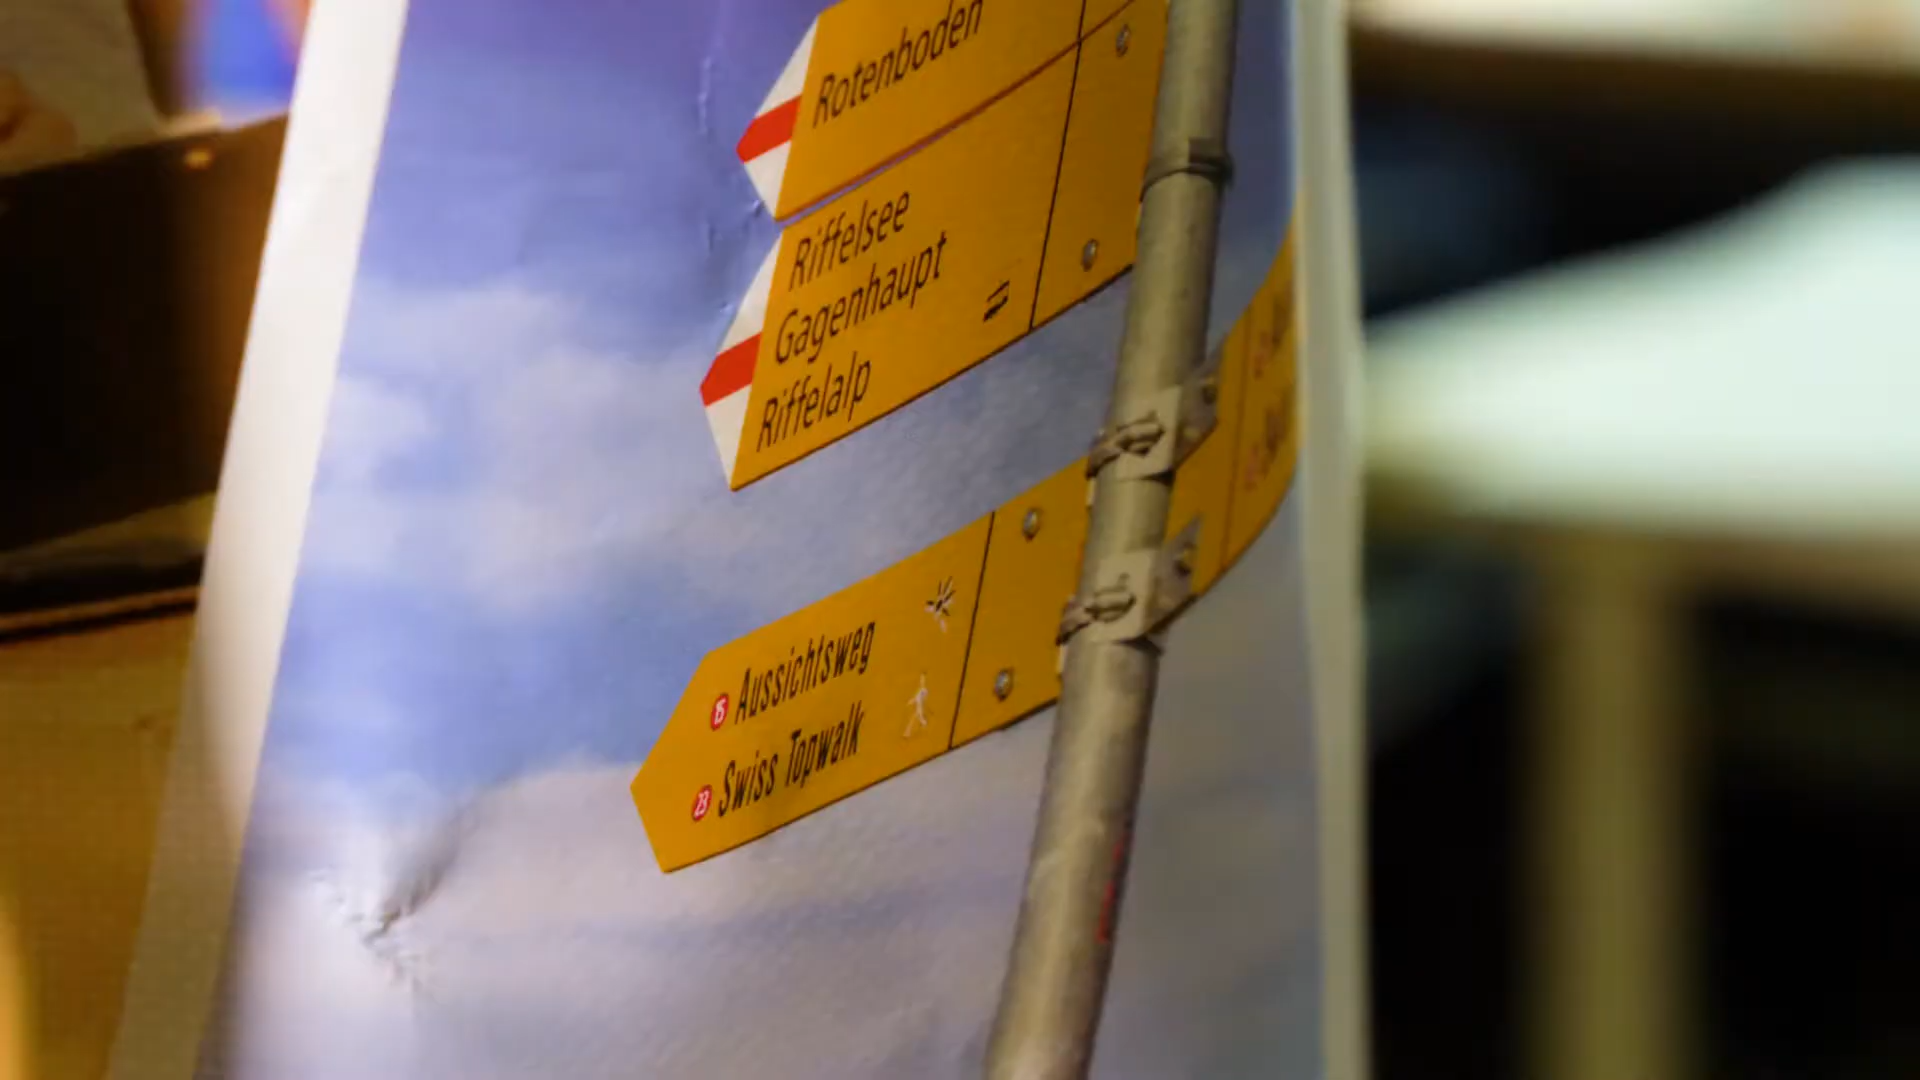 Rotenboden
Riffelsee
Gagenhaupt
Riffelalp
15 Aussichtsweg
23 Swiss Topwalk